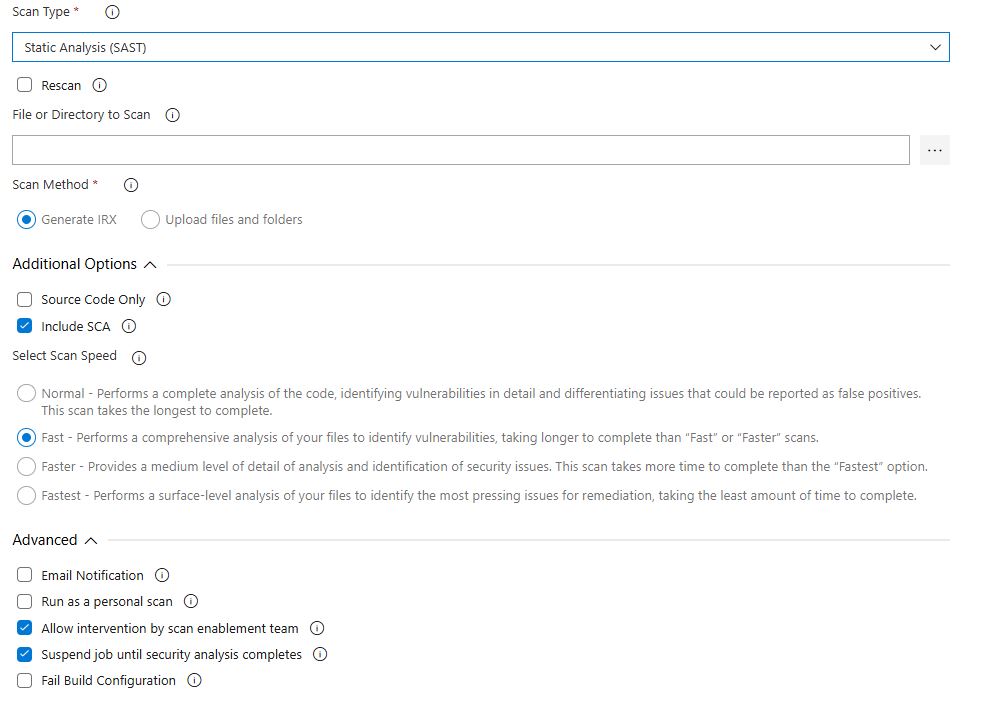 Scan Type *
Static Analysis (SAST)
Rescan
File or Directory to Scan
...
Scan Method *
Generate IRX Upload files and folders
Additional Options
Source Code Only
Include SCA
Select Scan Speed
Normal - Performs a complete analysis of the code, identifying vulnerabilities in detail and differentiating issues that could be reported as false positives.
This scan takes the longest to complete.
Fast - Performs a comprehensive analysis of your files to identify vulnerabilities, taking longer to complete than “Fast” or “Faster” scans.
Faster - Provides a medium level of detail of analysis and identification of security issues. This scan takes more time to complete than the “Fastest” option.
Fastest - Performs a surface-level analysis of your files to identify the most pressing issues for remediation, taking the least amount of time to complete.
Advanced
Email Notification
Run as a personal scan
Allow intervention by scan enablement team
Suspend job until security analysis completes
Fail Build Configuration